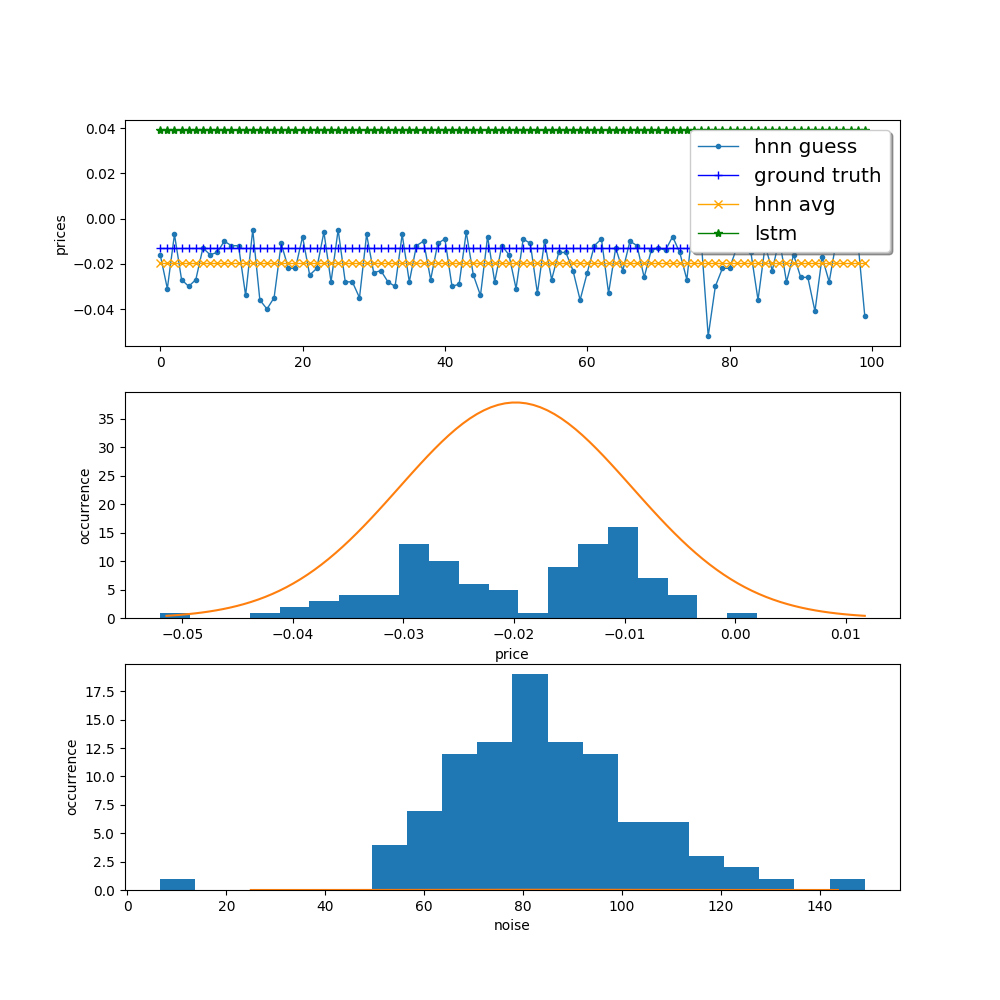 0.04
0.02
0.00
−0.02
−0.04
prices
hnn guess
ground truth
hnn avg
lstm
0 20 40 60 80 100
35
30
25
20
15
10
5
0
occurrence
−0.05 −0.04 −0.03 −0.02 −0.01 0.00 0.01
price
17.5
15.0
12.5
10.0
7.5
5.0
2.5
0.0
occurrence
0 20 40 60 80 100 120 140
noise